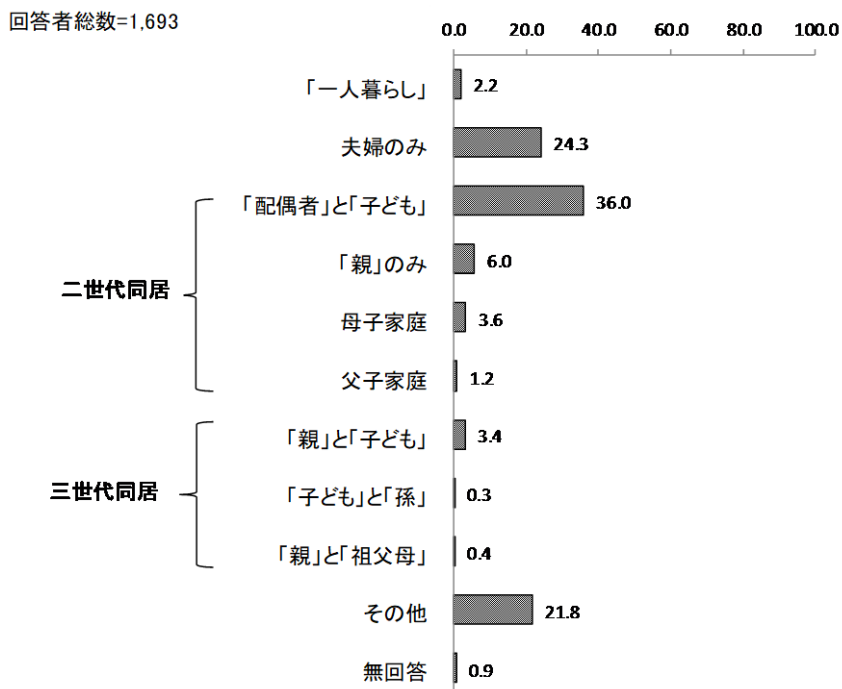 回答者総数=1,693
0.0 20.0 40.0 60.0 80.0 100.0
「一人暮らし」 2.2
夫婦のみ 24.3
「配偶者」と「子ども」 36.0
「親」のみ 6.0
二世代同居
母子家庭 3.6
父子家庭 1.2
「親」と「子ども」 3.4
三世代同居
「子ども」と「孫」 0.3
「親」と「祖父母」 0.4
その他 21.8
無回答 0.9